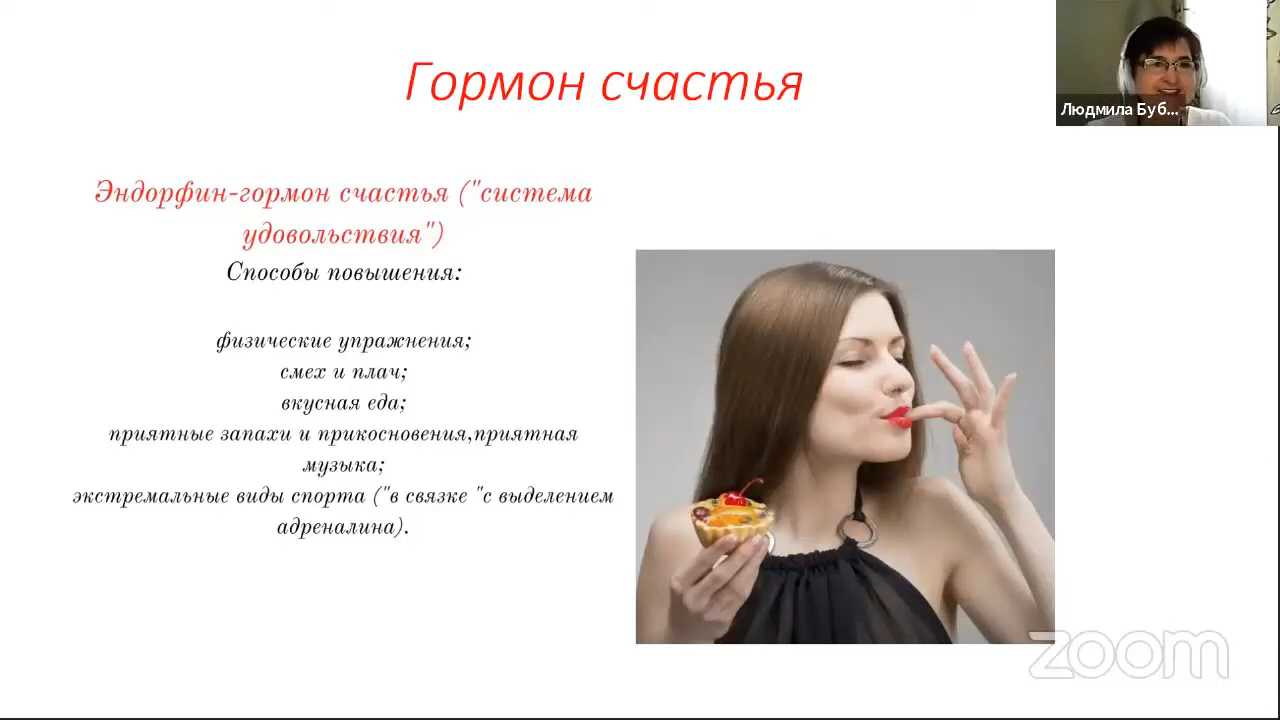 Гормон счастья
Людмила Буб...
Эндорфин-гормон счастья ("система
удовольствия")
Способы повышения:
физические упражнения;
смех и плач;
вкусная еда;
приятные запахи и прикосновения,приятная
музыка;
экстремальные виды спорта ("в связке "с выделением
адреналина).
zoom